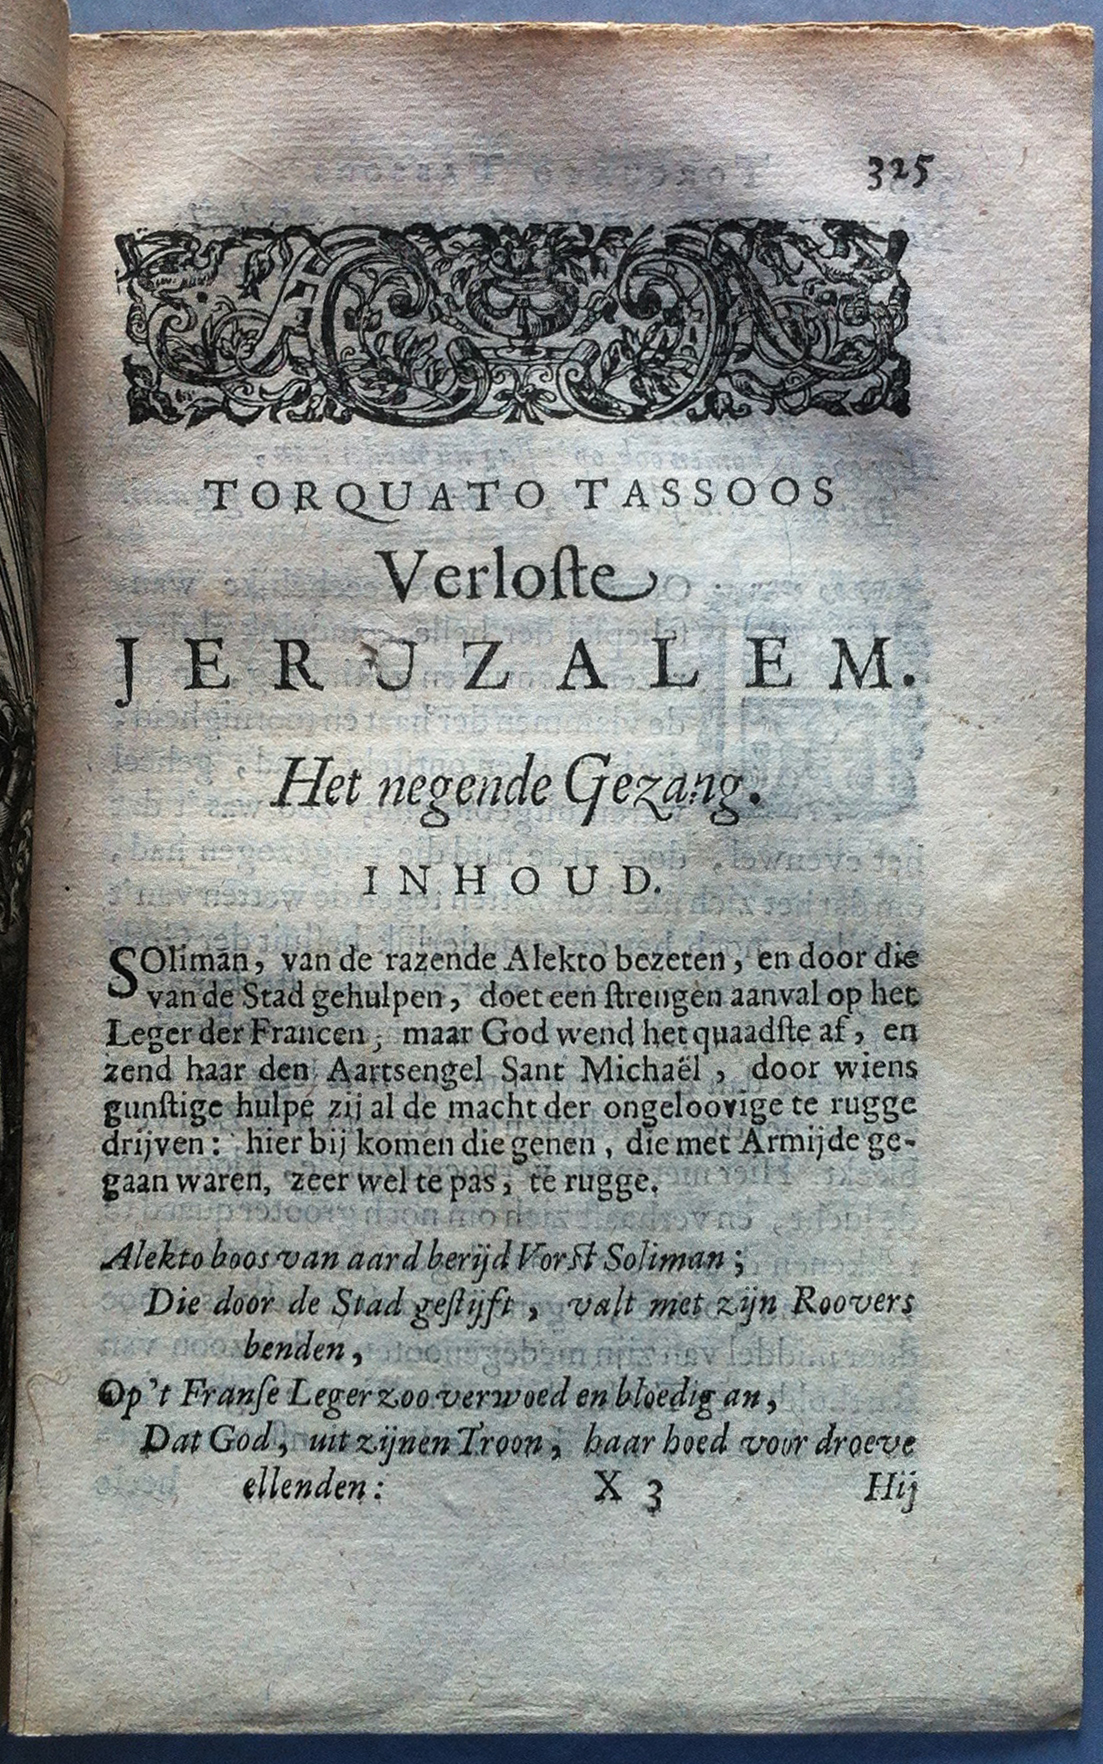 325
TORQUATO TASSOOS
Verloſte
JERUZALEM.
Het negende Gezang.
INHOUD.
SOliman, van de razende Alekto bezeten, en door die
van de Stad gehulpen, doet een ſtrengen aanval op het
Leger der Francen; maar God wend het quaadſte af, en
zend haar den Aartsengel Sant Michaël, door wiens
gunſtige hulpe zij al de macht der ongeloovige te rugge
drijven: hier bij komen die genen, die met Armijde ge-
gaan waren, zeer wel te pas, te rugge.
Alekto boos van aard berijd Vorſt Soliman;
Die door de Stad geſtijft, valt met zijn Roovers
benden,
Op't Franſe Leger zoo verwoed en bloedig an,
Dat God, uit zijnen Troon, haar hoed voor droeve
ellenden:
X 3 Hij